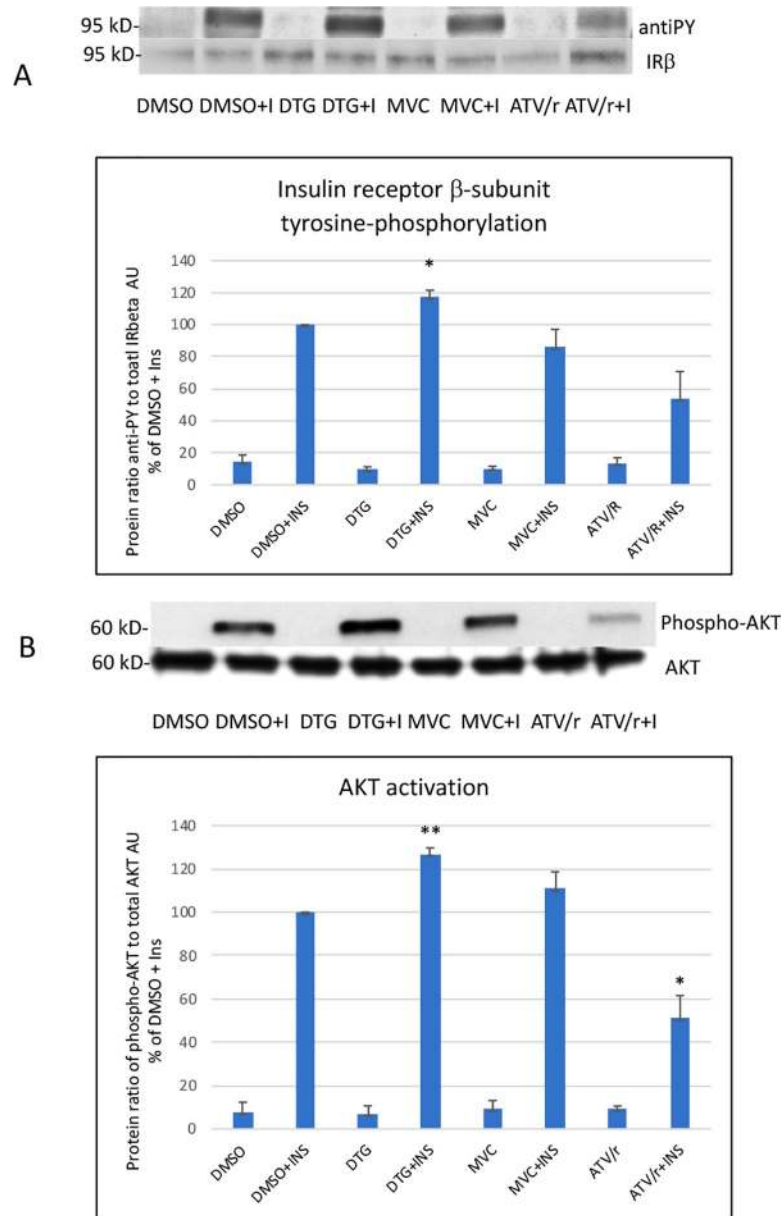 95 kD-
antiPY
95 kD-
IRβ
A
DMSO DMSO+I DTG DTG+I MVC MVC+I ATV/r ATV/r+I
Insulin receptor β-subunit
tyrosine-phosphorylation
Proein ratio anti-PY to toatl IRbeta AU
% of DMSO + Ins
140
120
100
80
60
40
20
0
*
DMSO
DMSO+INS
DTG
DTG+INS
MVC
MVC+INS
ATV/R
ATV/R+INS
60 kD-
Phospho-AKT
B
60 kD-
AKT
DMSO DMSO+I DTG DTG+I MVC MVC+I ATV/r ATV/r+I
AKT activation
Protein ratio of phospho-AKT to total AKT AU
% of DMSO + Ins
140
120
100
80
60
40
20
0
**
*
DMSO
DMSO+INS
DTG
DTG+INS
MVC
MVC+INS
ATV/r
ATV/r+INS